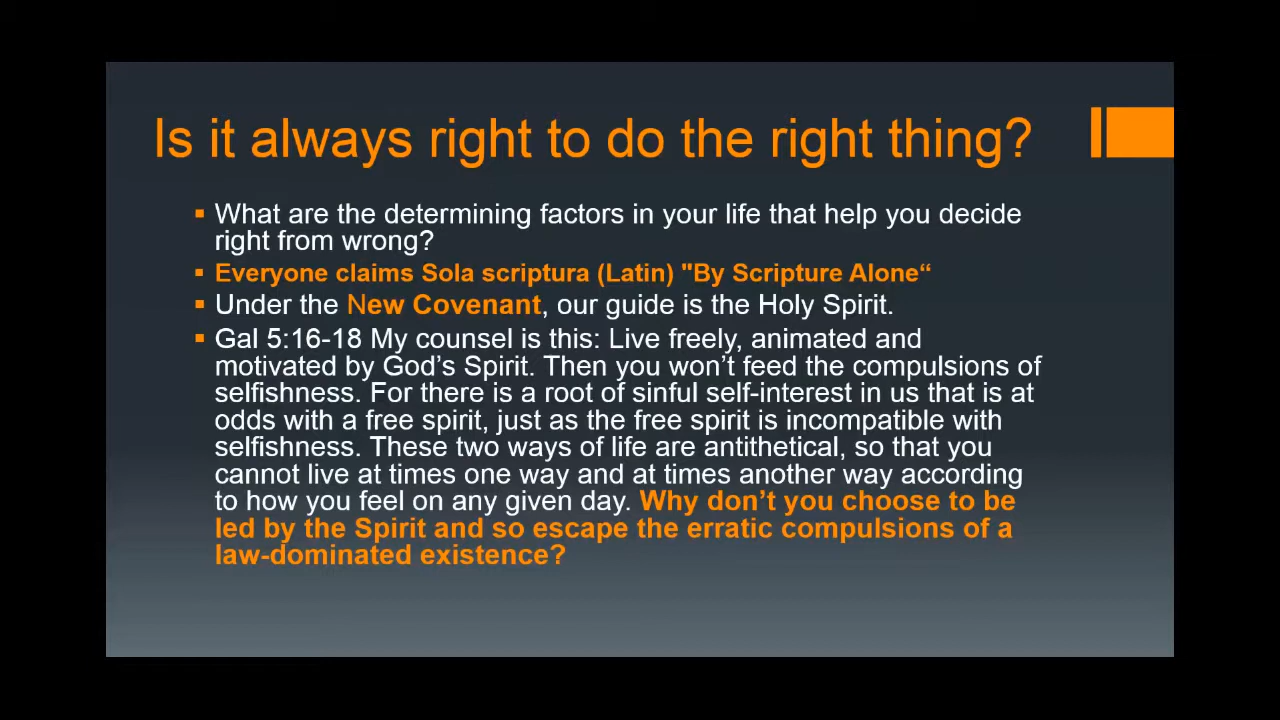 Is it always right to do the right thing?
▪ What are the determining factors in your life that help you decide
right from wrong?
▪ Everyone claims Sola scriptura (Latin) "By Scripture Alone“
▪ Under the New Covenant, our guide is the Holy Spirit.
▪ Gal 5:16-18 My counsel is this: Live freely, animated and
motivated by God’s Spirit. Then you won’t feed the compulsions of
selfishness. For there is a root of sinful self-interest in us that is at
odds with a free spirit, just as the free spirit is incompatible with
selfishness. These two ways of life are antithetical, so that you
cannot live at times one way and at times another way according
to how you feel on any given day. Why don’t you choose to be
led by the Spirit and so escape the erratic compulsions of a
law-dominated existence?